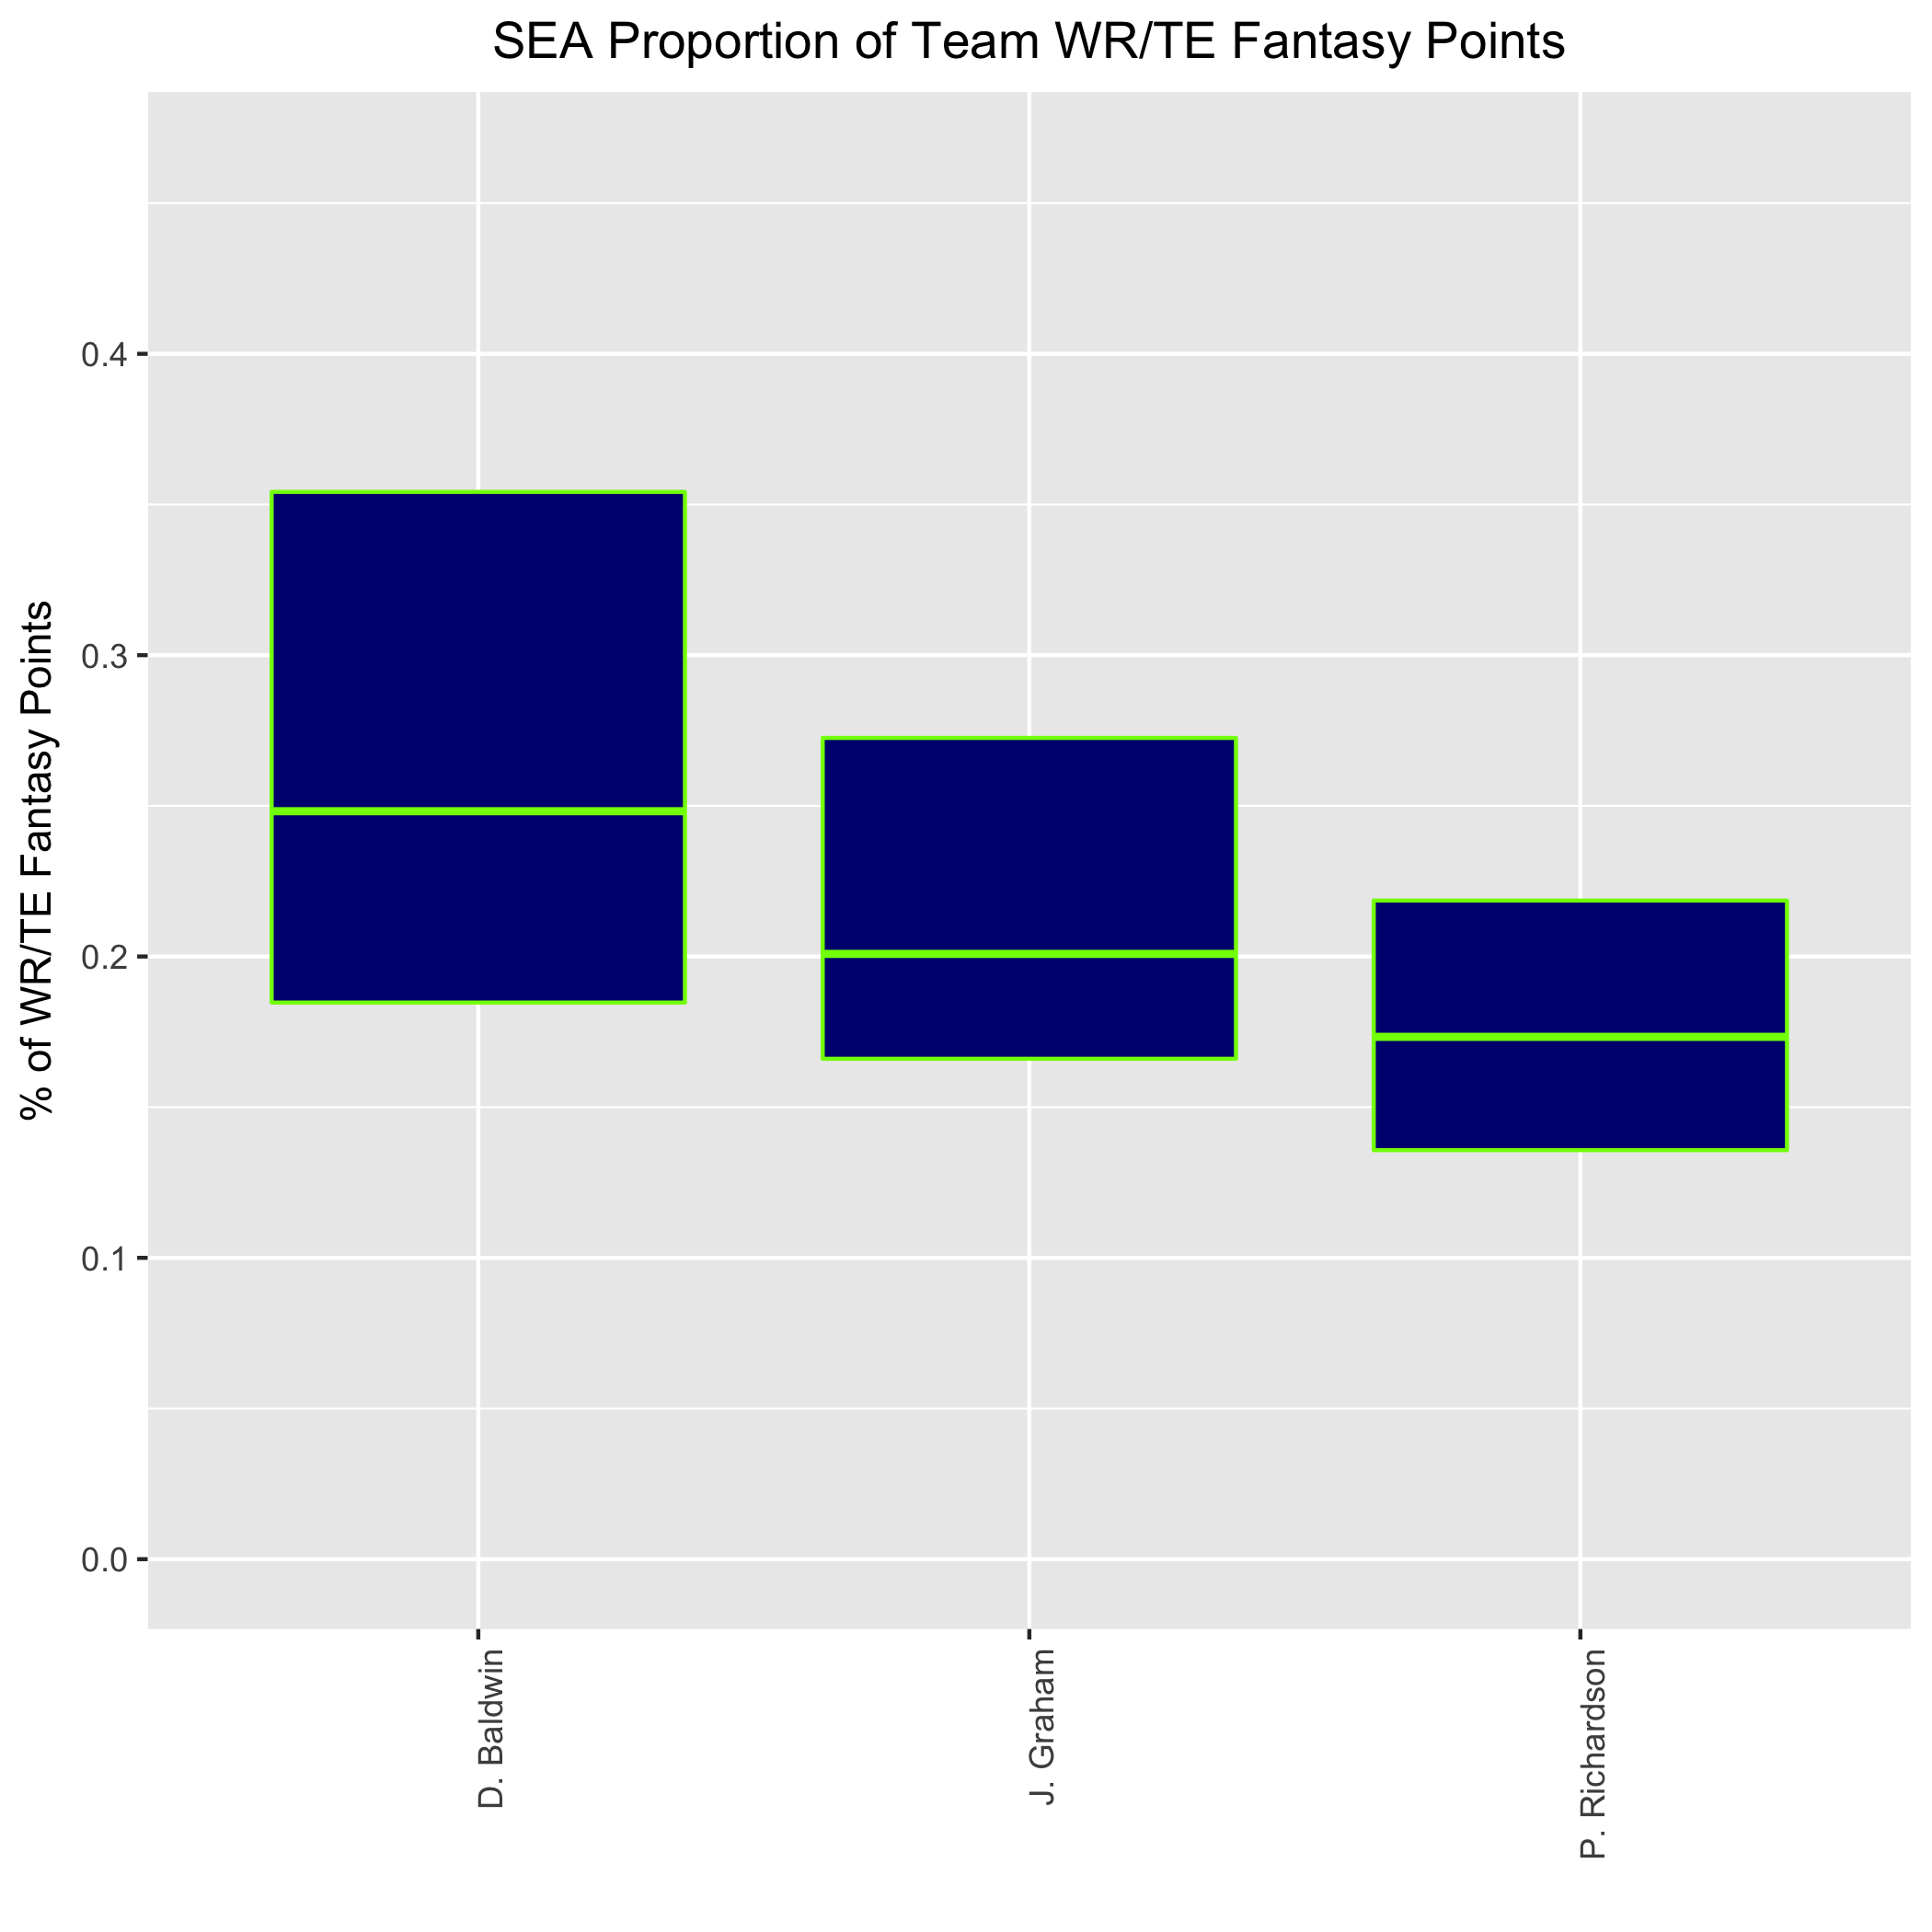 SEA Proportion of Team WR/TE Fantasy Points
% of WR/TE Fantasy Points
0.4
0.3
0.2
0.1
0.0
D. Baldwin
J. Graham
P. Richardson